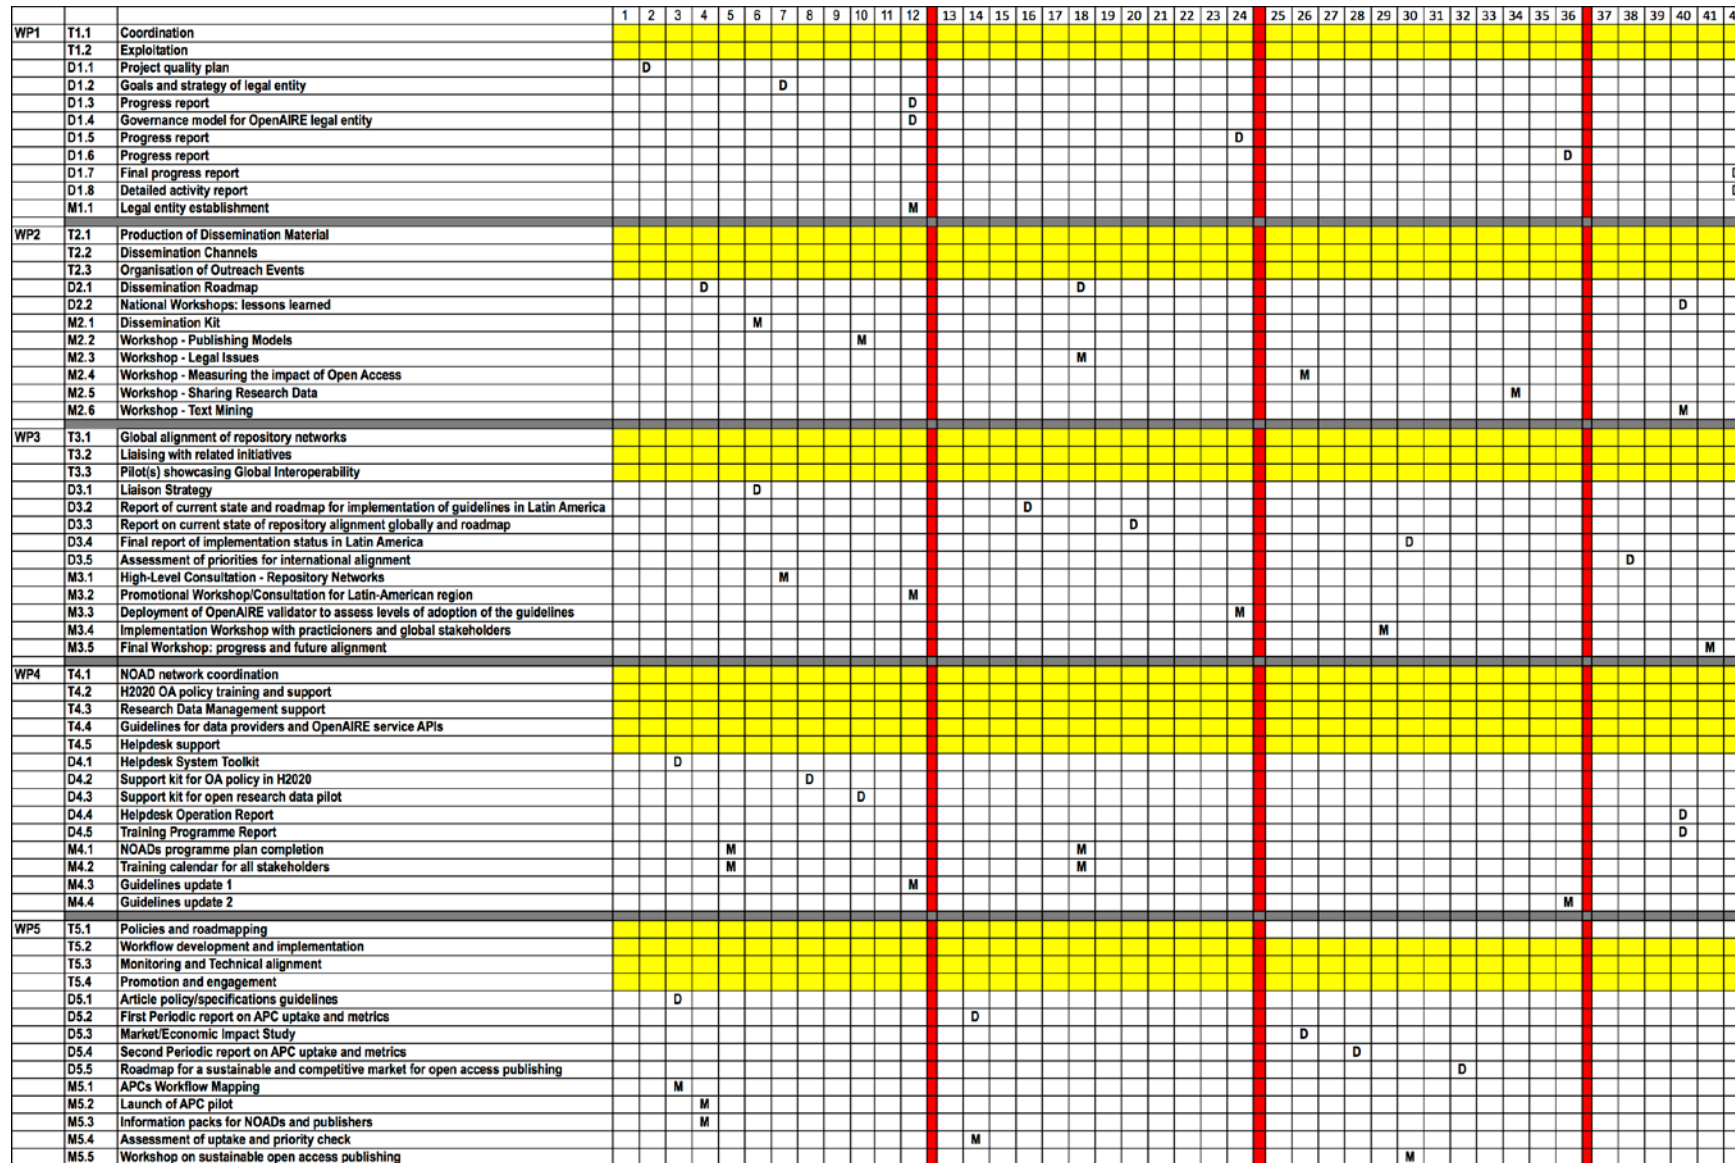 1 2 3 4 5 6 7 8 9 10 11 12 13 14 15 16 17 18 19 20 21 22 23 24 25 26 27 28 29 30 31 32 33 34 35 36 37 38 39 40 41
WP1 T1.1 Coordination
T1.2 Exploitation
D1.1 Project quality plan D
D1.2 Goals and strategy of legal entity D
D1.3 Progress report D
D1.4 Governance model for OpenAIRE legal entity D
D1.5 Progress report D
D1.6 Progress report D
D1.7 Final progress report
D1.8 Detailed activity report
M1.1 Legal entity establishment M
WP2 T2.1 Production of Dissemination Material
T2.2 Dissemination Channels
T2.3 Organisation of Outreach Events
D2.1 Dissemination Roadmap D D
D2.2 National Workshops: lessons learned D
M2.1 Dissemination Kit M
M2.2 Workshop - Publishing Models M
M2.3 Workshop - Legal Issues M
M2.4 Workshop - Measuring the impact of Open Access M
M2.5 Workshop - Sharing Research Data M
M2.6 Workshop - Text Mining M
WP3 T3.1 Global alignment of repository networks
T3.2 Liaising with related initiatives
T3.3 Pilot(s) showcasing Global Interoperability
D3.1 Liaison Strategy D
D3.2 Report of current state and roadmap for implementation of guidelines in Latin America D
D3.3 Report on current state of repository alignment globally and roadmap D
D3.4 Final report of implementation status in Latin America D
D3.5 Assessment of priorities for international alignment D
M3.1 High-Level Consultation - Repository Networks M
M3.2 Promotional Workshop/Consultation for Latin-American region M
M3.3 Deployment of OpenAIRE validator to assess levels of adoption of the guidelines M
M3.4 Implementation Workshop with practicioners and global stakeholders M
M3.5 Final Workshop: progress and future alignment M
WP4 T4.1 NOAD network coordination
T4.2 H2020 OA policy training and support
T4.3 Research Data Management support
T4.4 Guidelines for data providers and OpenAIRE service APIs
T4.5 Helpdesk support
D4.1 Helpdesk System Toolkit D
D4.2 Support kit for OA policy in H2020 D
D4.3 Support kit for open research data pilot D
D4.4 Helpdesk Operation Report D
D4.5 Training Programme Report D
M4.1 NOADs programme plan completion M M
M4.2 Training calendar for all stakeholders M M
M4.3 Guidelines update 1 M
M4.4 Guidelines update 2 M
WP5 T5.1 Policies and roadmapping
T5.2 Workflow development and implementation
T5.3 Monitoring and Technical alignment
T5.4 Promotion and engagement
D5.1 Article policy/specifications guidelines D
D5.2 First Periodic report on APC uptake and metrics D
D5.3 Market/Economic Impact Study D
D5.4 Second Periodic report on APC uptake and metrics D
D5.5 Roadmap for a sustainable and competitive market for open access publishing D
M5.1 APCs Workflow Mapping M
M5.2 Launch of APC pilot M
M5.3 Information packs for NOADs and publishers M
M5.4 Assessment of uptake and priority check M
M5.5 Workshop on sustainable open access publishing M